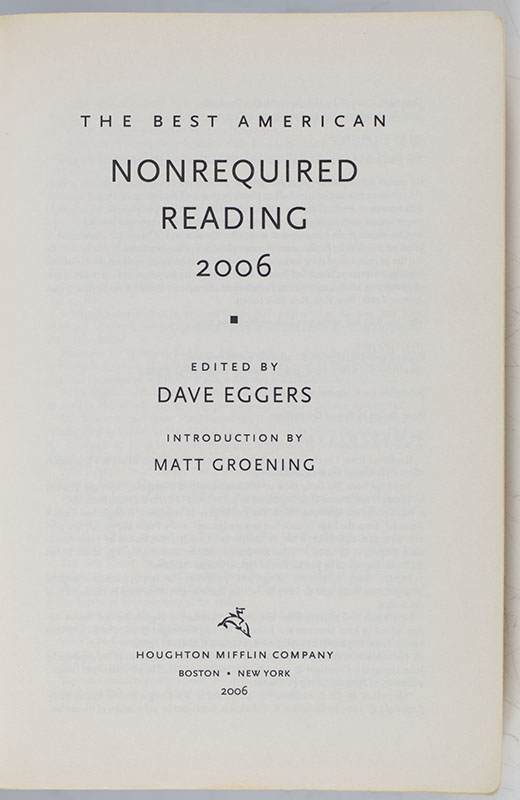 THE BEST AMERICAN
NONREQUIRED
READING
2006
EDITED BY
DAVE EGGERS
INTRODUCTION BY
MATT GROENING
HOUGHTON MIFFLIN COMPANY
BOSTON ▪ NEW YORK
2006